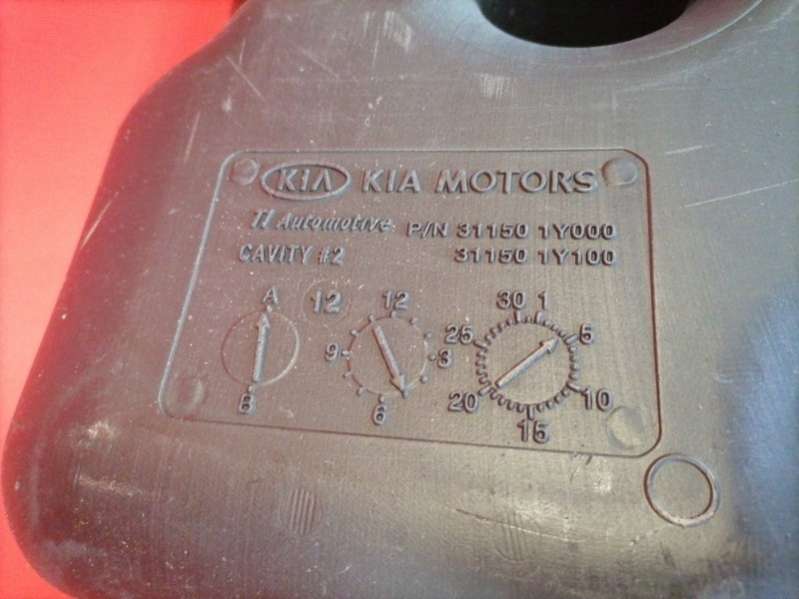 KIA KIA MOTORS
TI Automotive P/N 31150 1Y000
CAVITY #2 31150 1Y100
A 12 12 30 1
9 3 25 5
B 6 20 10
15